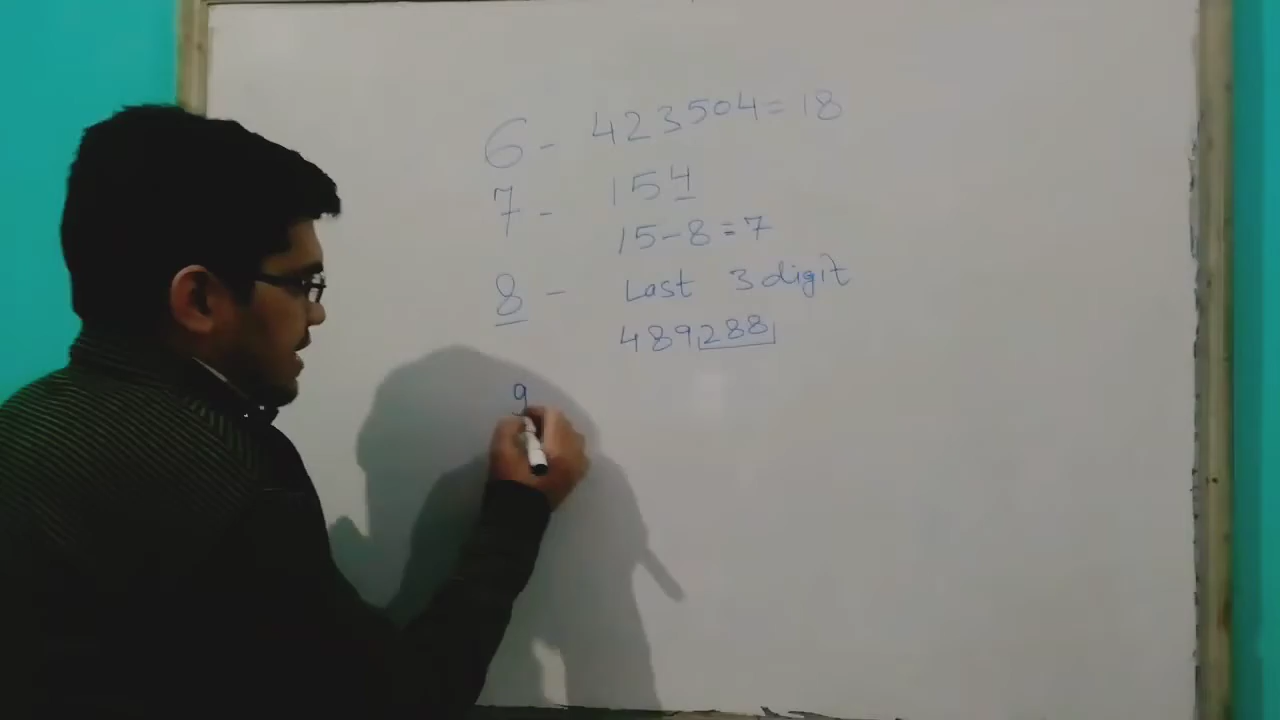 6 - 423504 = 18
7 - 154
15-8=7
8 - Last 3 digit
489288
9